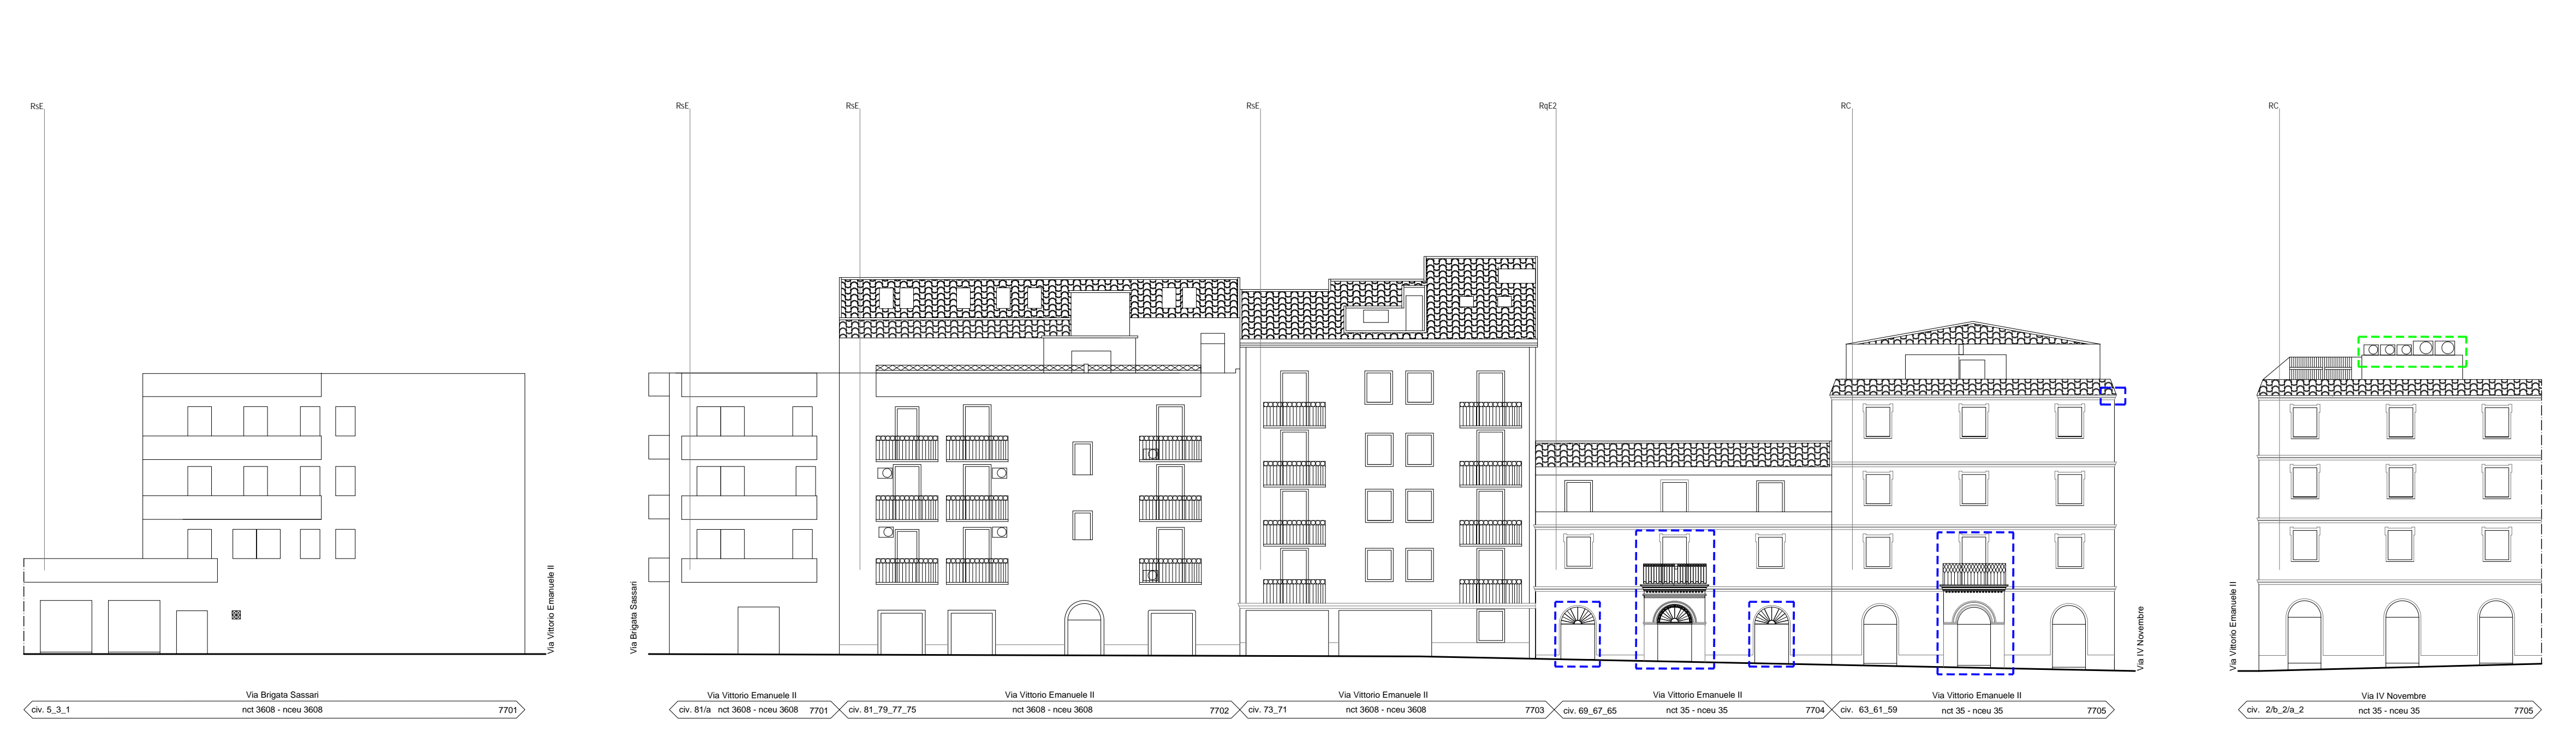 RsE
RsE
RsE
RsE
RqE2
RC
RC
Via Vittorio Emanuele II
Via Brigata Sassari
Via IV Novembre
Via Vittorio Emanuele II
Via Brigata Sassari
civ. 5_3_1 nct 3608 - nceu 3608 7701
Via Vittorio Emanuele II
civ. 81/a nct 3608 - nceu 3608 7701
Via Vittorio Emanuele II
civ. 81_79_77_75 nct 3608 - nceu 3608 7702
Via Vittorio Emanuele II
civ. 73_71 nct 3608 - nceu 3608 7703
Via Vittorio Emanuele II
civ. 69_67_65 nct 35 - nceu 35 7704
Via Vittorio Emanuele II
civ. 63_61_59 nct 35 - nceu 35 7705
Via IV Novembre
civ. 2/b_2/a_2 nct 35 - nceu 35 7705